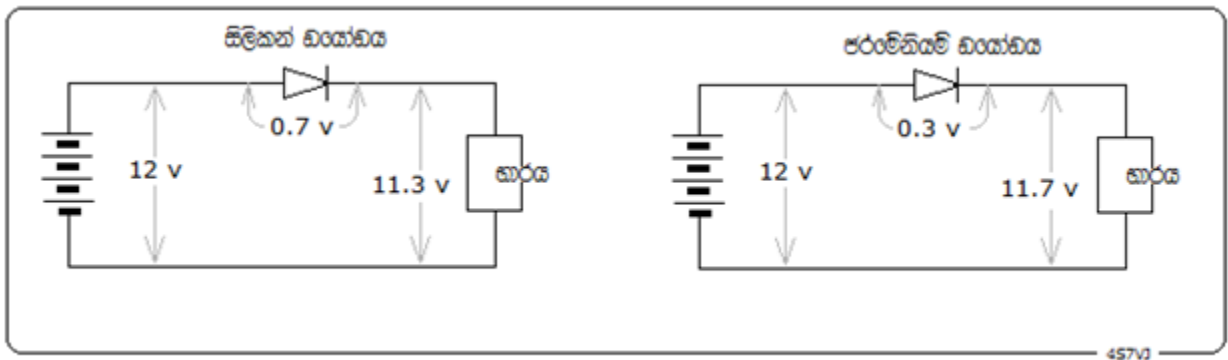 සිලිකන් ඩයෝඩය
ජර්මේනියම් ඩයෝඩය
0.7 v
0.3 v
12 v
11.3 v
භාරය
12 v
11.7 v
භාරය
4S7VJ